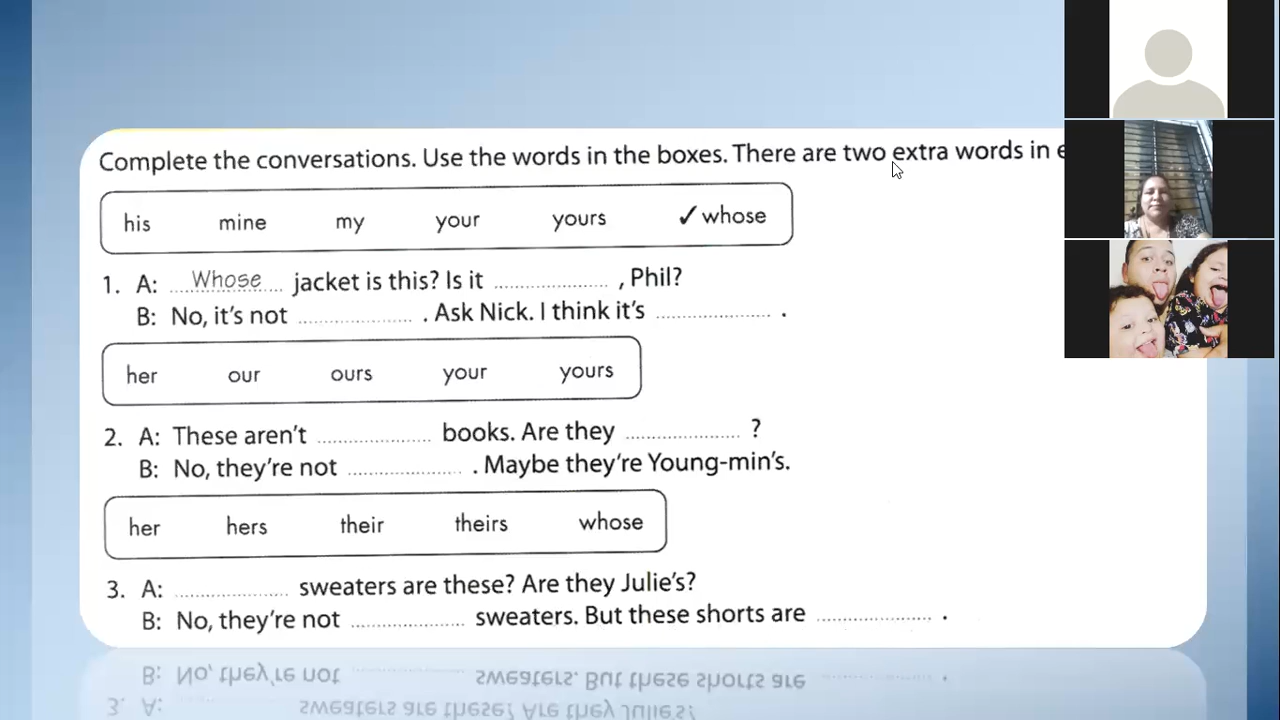 Complete the conversations. Use the words in the boxes. There are two extra words in
his mine my your yours ✓ whose
1. A: Whose jacket is this? Is it .................... , Phil?
B: No, it's not .................... . Ask Nick. I think it's .................... .
her our ours your yours
2. A: These aren't .................... books. Are they .................... ?
B: No, they're not .................... . Maybe they're Young-min's.
her hers their theirs whose
3. A: .................... sweaters are these? Are they Julie's?
B: No, they're not .................... sweaters. But these shorts are .................... .